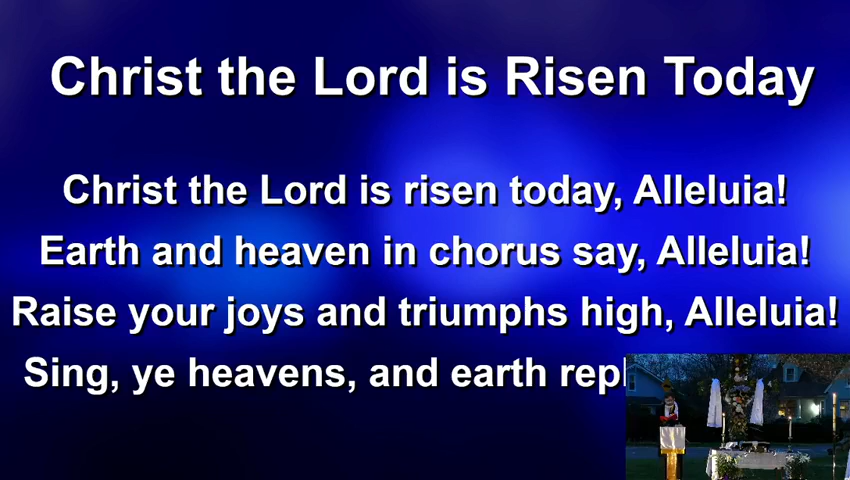 Christ the Lord is Risen Today
Christ the Lord is risen today, Alleluia!
Earth and heaven in chorus say, Alleluia!
Raise your joys and triumphs high, Alleluia!
Sing, ye heavens, and earth